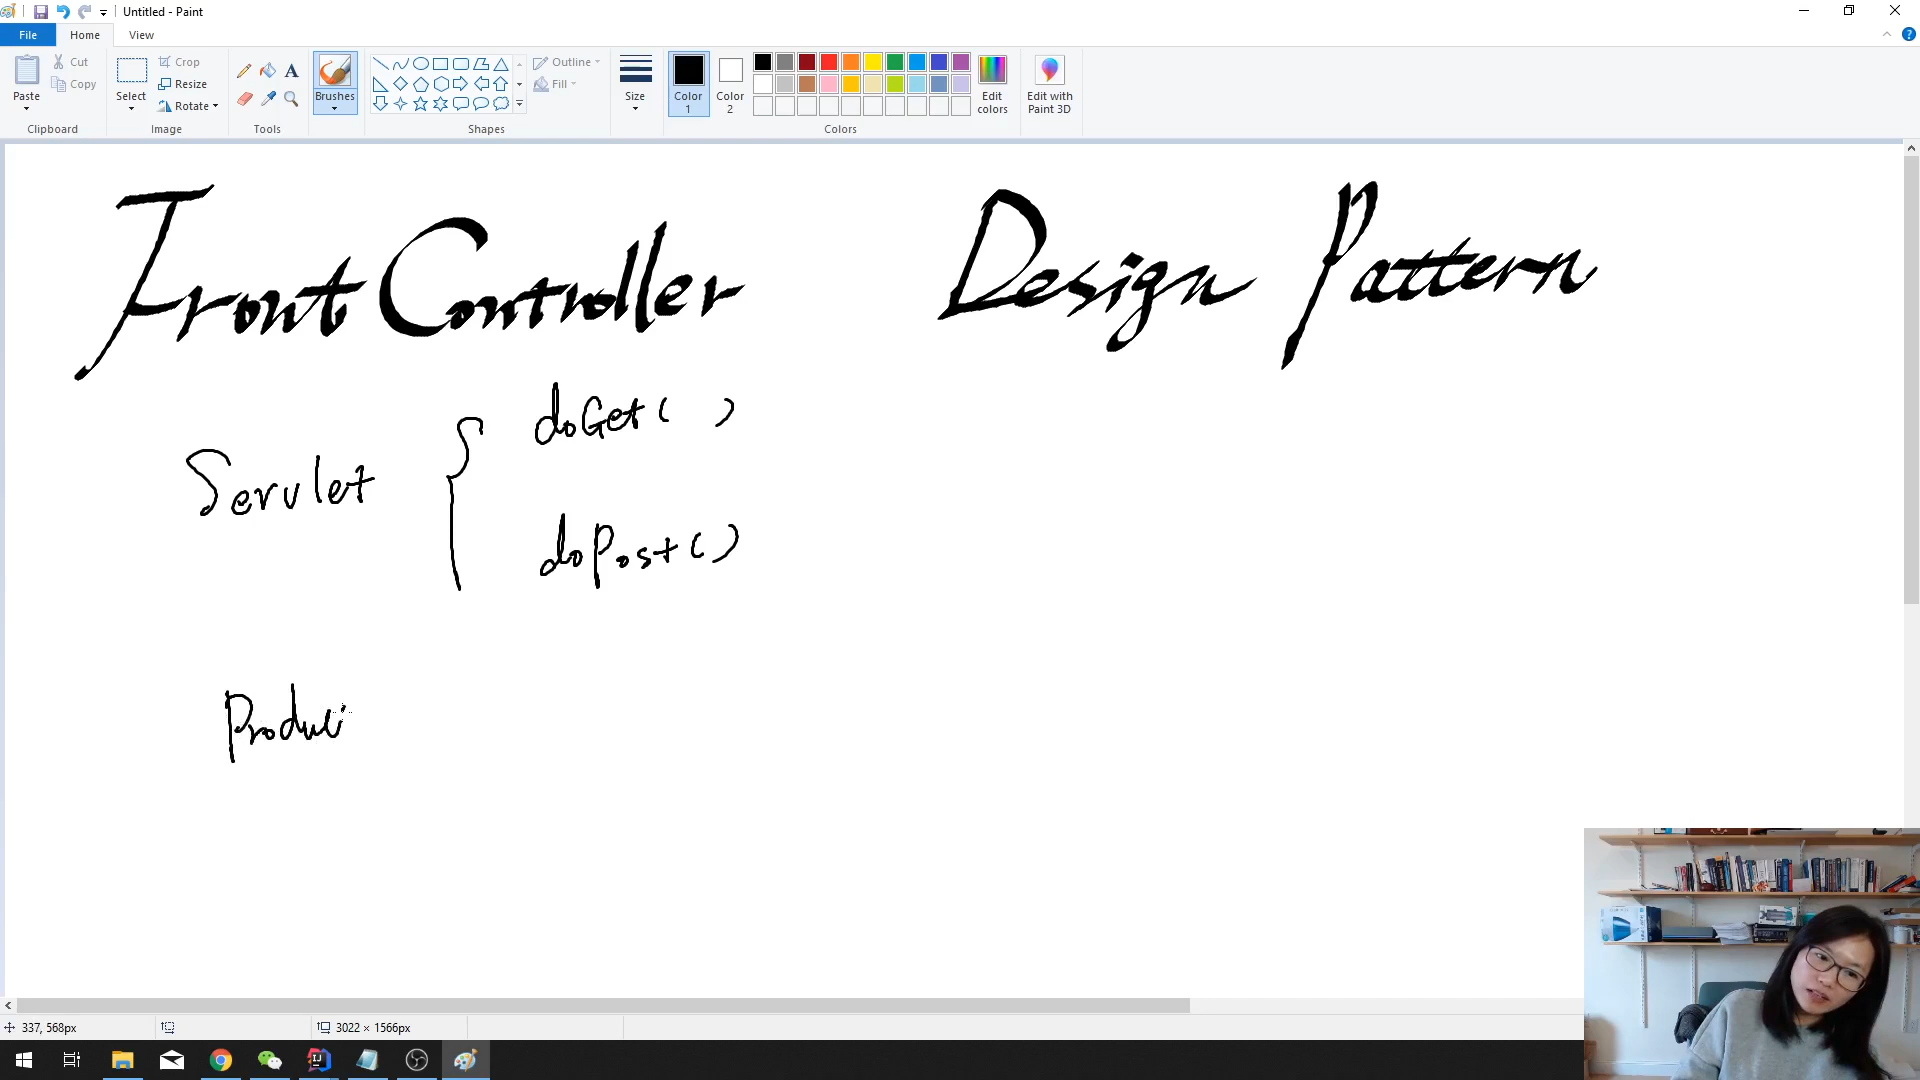 Untitled - Paint
File Home View
Paste
Cut
Copy
Clipboard
Select
Crop
Resize
Rotate
Image
Tools
Brushes
Shapes
Outline
Fill
Size
Color 1
Color 2
Edit colors
Colors
Edit with Paint 3D
Front Controller Design Pattern
doGet( )
Servlet
doPost()
Produc
337, 568px
3022 × 1566px